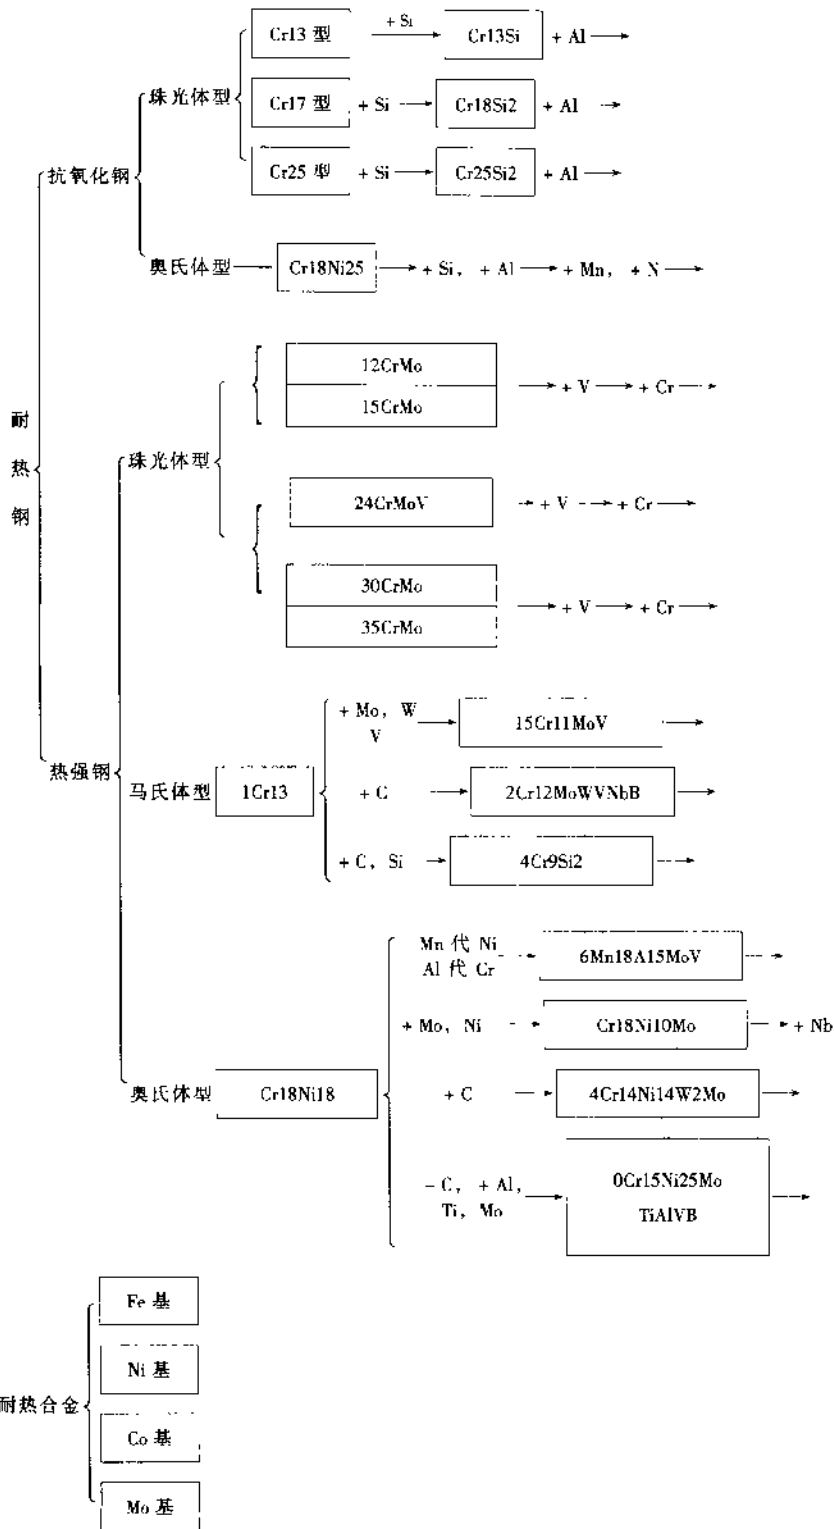 Cr13 型 + Si Cr13Si + Al
珠光体型
Cr17 型 + Si Cr18Si2 + Al
抗氧化钢
Cr25 型 + Si Cr25Si2 + Al
奥氏体型 Cr18Ni25 + Si, + Al + Mn, + N
12CrMo
15CrMo
+ V + Cr
耐
热
钢
珠光体型
24CrMoV + V + Cr
30CrMo
35CrMo
+ V + Cr
热强钢
+ Mo, W
V
15Cr11MoV
马氏体型 1Cr13 + C 2Cr12MoWVNbB
+ C, Si 4Cr9Si2
Mn 代 Ni
Al 代 Cr
6Mn18A15MoV
+ Mo, Ni Cr18Ni10Mo + Nb
奥氏体型 Cr18Ni18 + C 4Cr14Ni14W2Mo
- C, + Al,
Ti, Mo
0Cr15Ni25Mo
TiAlVB
Fe 基
Ni 基
耐热合金
Co 基
Mo 基